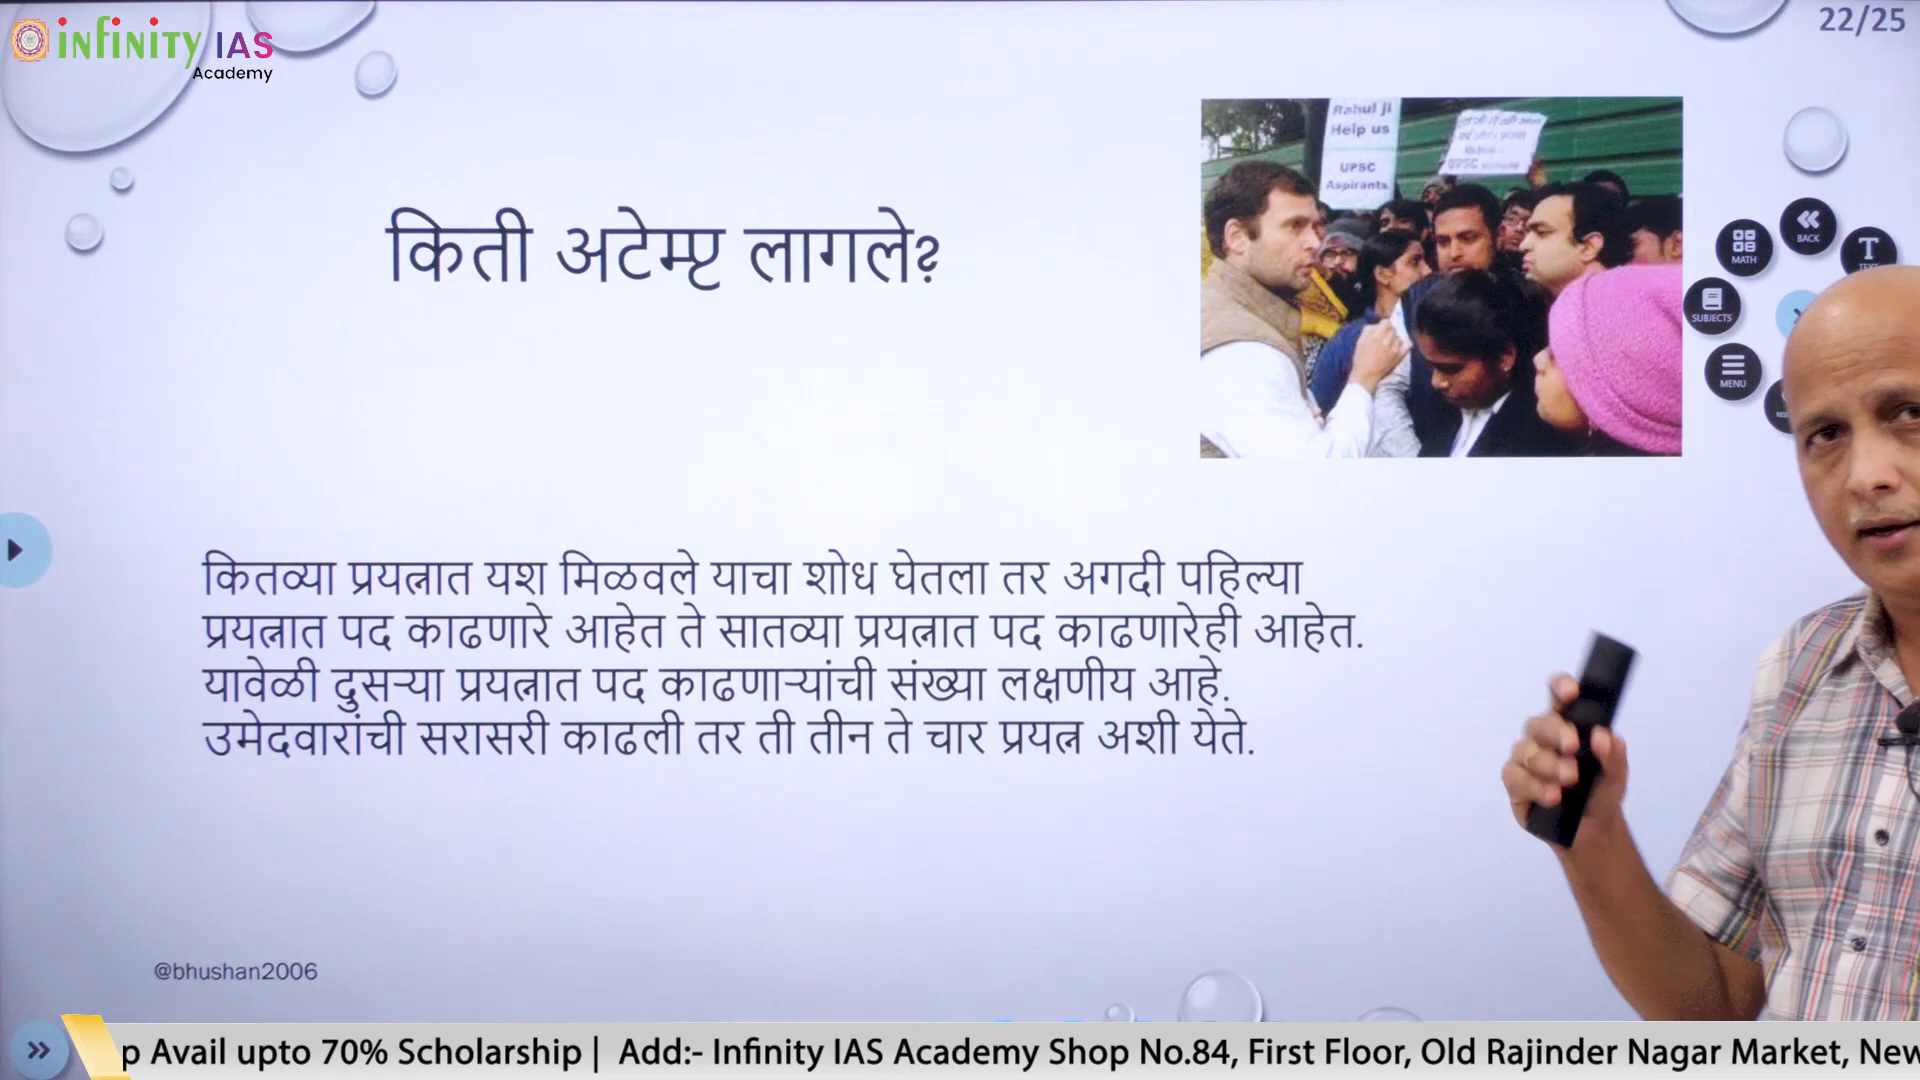 infinity IAS
Academy
22/25
Rahul ji
Help us
UPSC
Aspirants
UPSC
किती अटेम्प्ट लागले?
MATH
BACK
SUBJECTS
MENU
कितव्या प्रयत्नात यश मिळवले याचा शोध घेतला तर अगदी पहिल्या
प्रयत्नात पद काढणारे आहेत ते सातव्या प्रयत्नात पद काढणारेही आहेत.
यावेळी दुसऱ्या प्रयत्नात पद काढणाऱ्यांची संख्या लक्षणीय आहे.
उमेदवारांची सरासरी काढली तर ती तीन ते चार प्रयत्न अशी येते.
@bhushan2006
p Avail upto 70% Scholarship | Add:- Infinity IAS Academy Shop No.84, First Floor, Old Rajinder Nagar Market, New